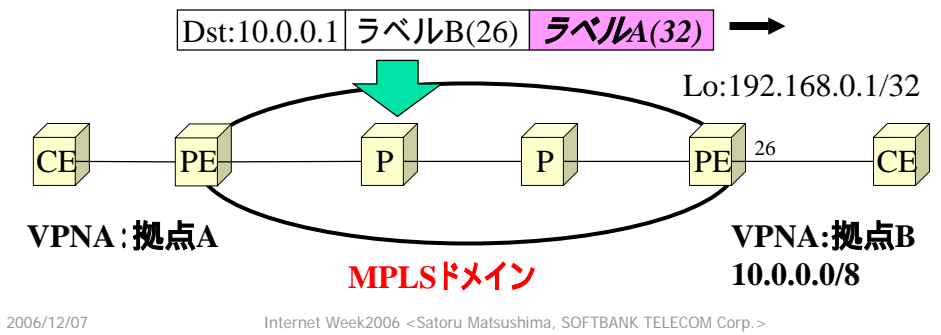 Dst:10.0.0.1 ラベルB(26) ラベルA(32)
Lo:192.168.0.1/32
CE PE P P PE 26 CE
VPNA:拠点A
VPNA:拠点B
10.0.0.0/8
MPLSドメイン
2006/12/07 Internet Week2006 <Satoru Matsushima, SOFTBANK TELECOM Corp.>